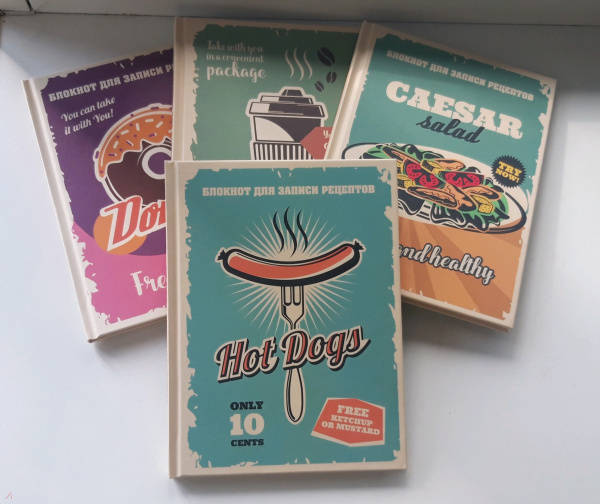 БЛОКНОТ ДЛЯ ЗАПИСИ
You can take
it with You!
Take with you
in a convenient
package
БЛОКНОТ ДЛЯ ЗАПИСИ РЕЦЕПТОВ
CAESAR
salad
TRY
NOW!
and healthy
БЛОКНОТ ДЛЯ ЗАПИСИ РЕЦЕПТОВ
Hot Dogs
ONLY
10
CENTS
FREE
KETCHUP
OR MUSTARD